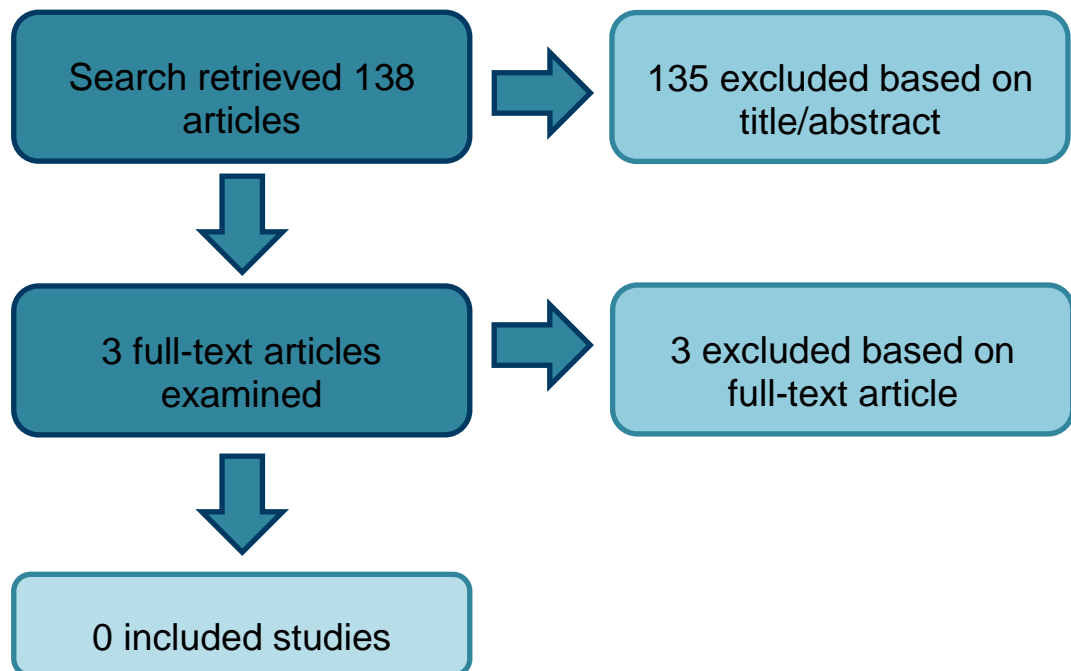 Search retrieved 138
articles
135 excluded based on
title/abstract
3 full-text articles
examined
3 excluded based on
full-text article
0 included studies